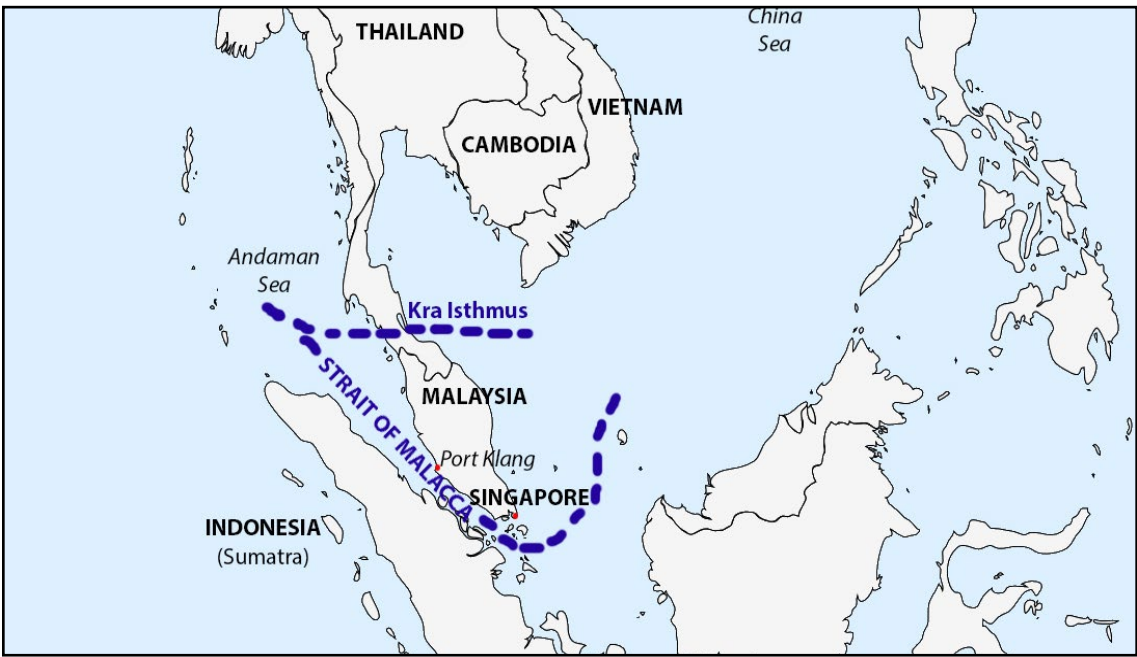 China
Sea
THAILAND
VIETNAM
CAMBODIA
Andaman
Sea
Kra Isthmus
STRAIT OF MALACCA
MALAYSIA
Port Klang
SINGAPORE
INDONESIA
(Sumatra)